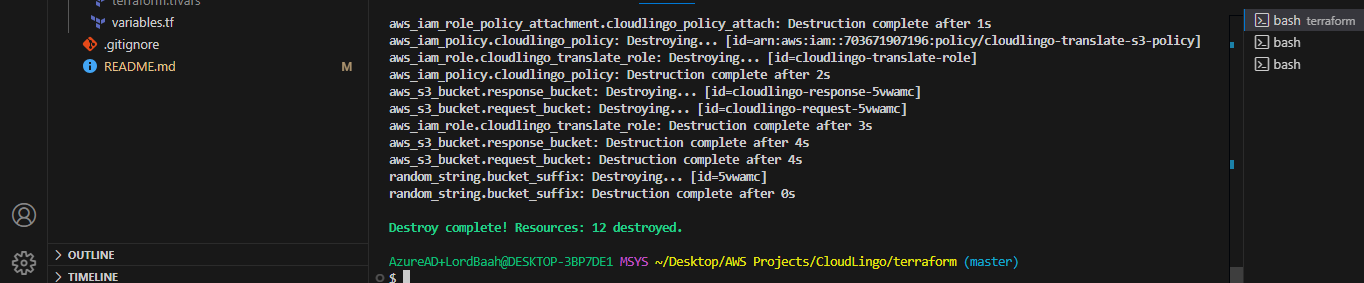 terraform.tfvars
variables.tf
.gitignore
README.md M
OUTLINE
TIMELINE
aws_iam_role_policy_attachment.cloudlingo_policy_attach: Destruction complete after 1s
aws_iam_policy.cloudlingo_policy: Destroying... [id=arn:aws:iam::703671907196:policy/cloudlingo-translate-s3-policy]
aws_iam_role.cloudlingo_translate_role: Destroying... [id=cloudlingo-translate-role]
aws_iam_policy.cloudlingo_policy: Destruction complete after 2s
aws_s3_bucket.response_bucket: Destroying... [id=cloudlingo-response-5vwamc]
aws_s3_bucket.request_bucket: Destroying... [id=cloudlingo-request-5vwamc]
aws_iam_role.cloudlingo_translate_role: Destruction complete after 3s
aws_s3_bucket.response_bucket: Destruction complete after 4s
aws_s3_bucket.request_bucket: Destruction complete after 4s
random_string.bucket_suffix: Destroying... [id=5vwamc]
random_string.bucket_suffix: Destruction complete after 0s
Destroy complete! Resources: 12 destroyed.
AzureAD+LordBaah@DESKTOP-3BP7DE1 MSYS ~/Desktop/AWS Projects/CloudLingo/terraform (master)
$
bash terraform
bash
bash